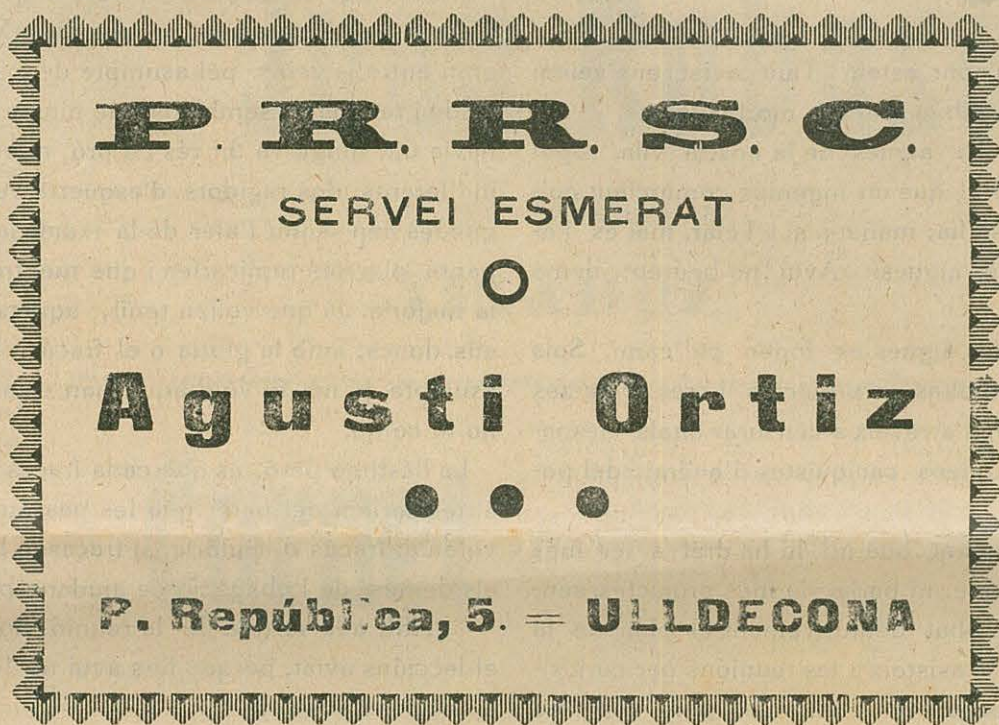 P. R. R. S. C.
SERVEI ESMERAT
Agusti Ortiz
P. República, 5. = ULLDECONA